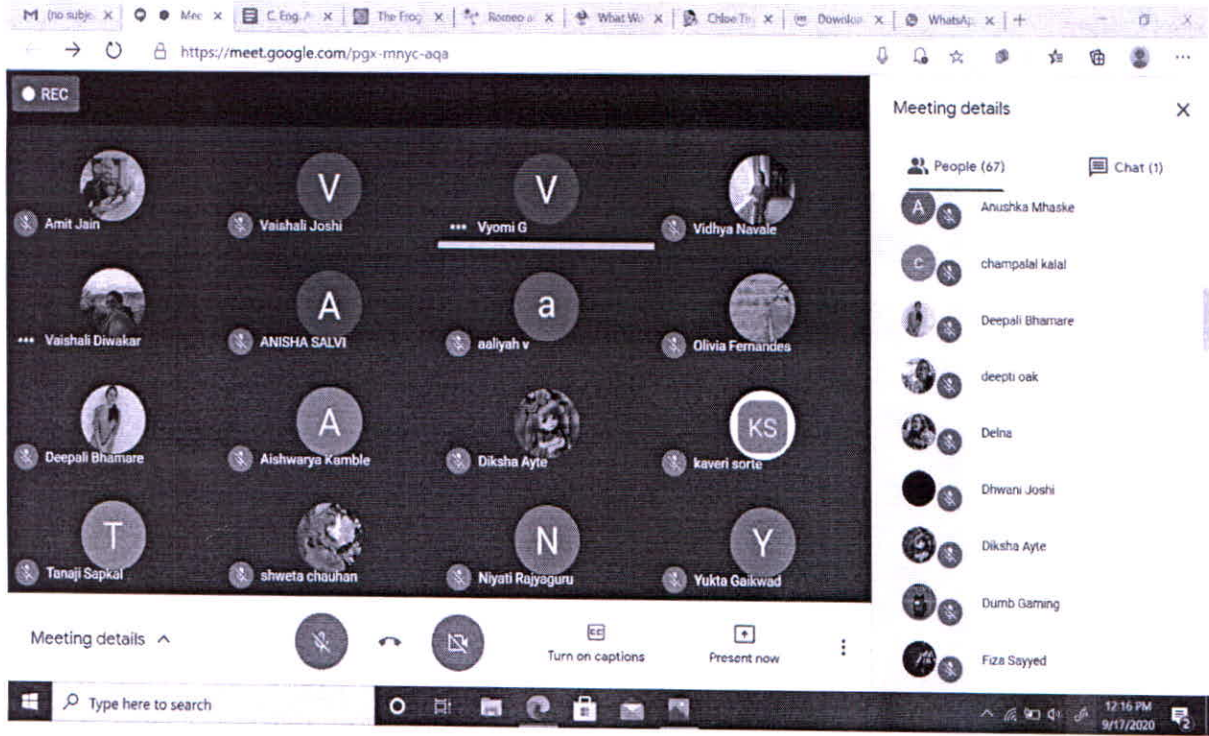 M (no subje
Mee
C. Eng. A
The Frog
Romeo a
What Wo
Chloe Te
Downloa
WhatsAp
https://meet.google.com/pgx-mnyc-aqa
REC
Amit Jain
V
Vaishali Joshi
V
Vyomi G
Vidhya Navale
Vaishali Diwakar
A
ANISHA SALVI
a
aaliyah v
Olivia Fernandes
Deepali Bhamare
A
Aishwarya Kamble
Diksha Ayte
KS
kaveri sorte
T
Tanaji Sapkal
shweta chauhan
N
Niyati Rajyaguru
Y
Yukta Gaikwad
Meeting details
People (67)
Chat (1)
A
Anushka Mhaske
c
champalal kalal
Deepali Bhamare
deepti oak
Delna
Dhwani Joshi
Diksha Ayte
Dumb Gaming
Fiza Sayyed
Meeting details
CC
Turn on captions
Present now
Type here to search
12:16 PM
9/17/2020
2